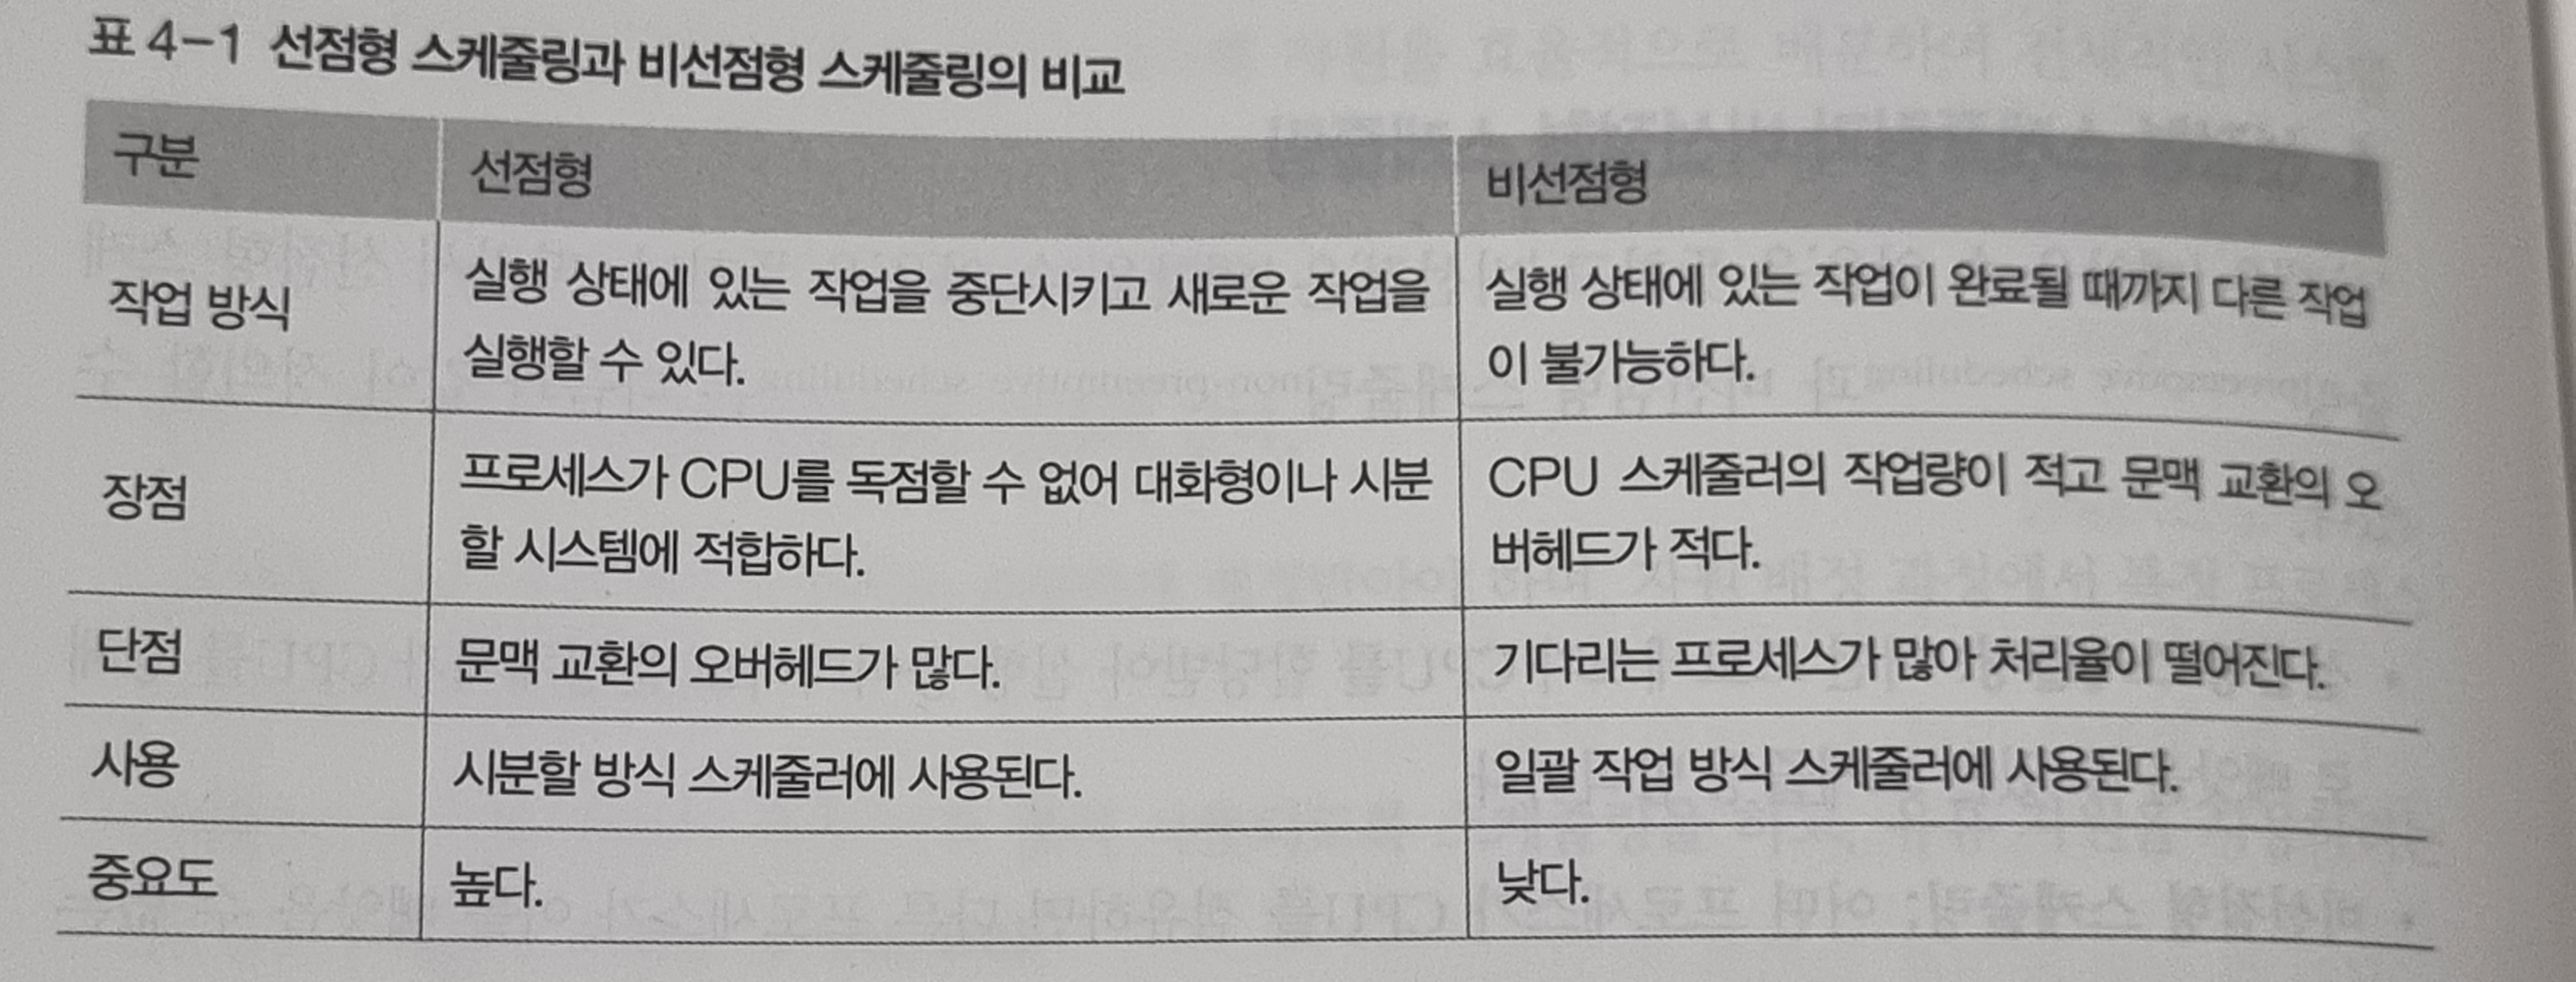 표 4-1 선점형 스케줄링과 비선점형 스케줄링의 비교
구분
선점형
비선점형
작업 방식
실행 상태에 있는 작업을 중단시키고 새로운 작업을
실행할 수 있다.
실행 상태에 있는 작업이 완료될 때까지 다른 작업
이 불가능하다.
장점
프로세스가 CPU를 독점할 수 없어 대화형이나 시분
할 시스템에 적합하다.
CPU 스케줄러의 작업량이 적고 문맥 교환의 오
버헤드가 적다.
단점
문맥 교환의 오버헤드가 많다.
기다리는 프로세스가 많아 처리율이 떨어진다.
사용
시분할 방식 스케줄러에 사용된다.
일괄 작업 방식 스케줄러에 사용된다.
중요도
높다.
낮다.